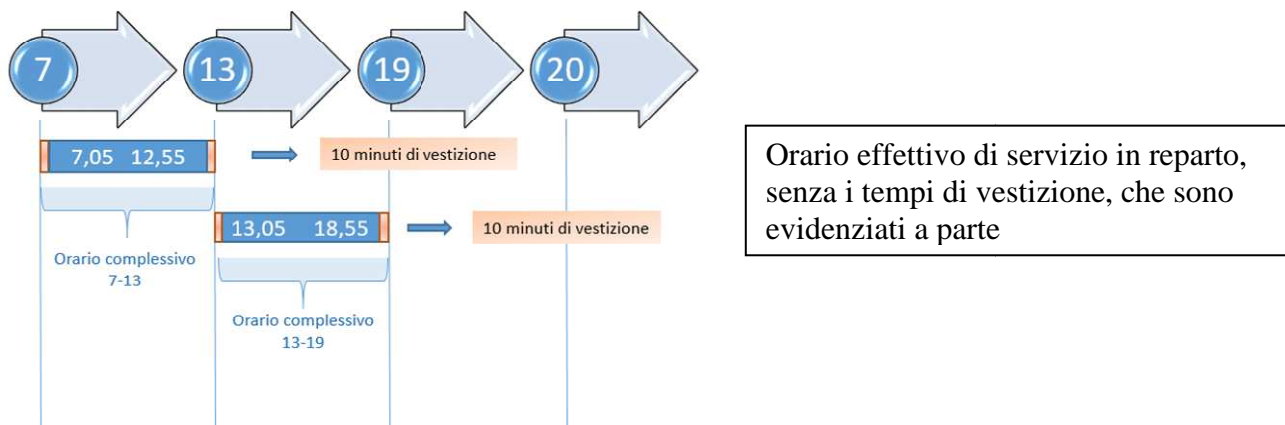 7 13 19 20
7,05 12,55
10 minuti di vestizione
Orario complessivo
7-13
13,05 18,55
10 minuti di vestizione
Orario complessivo
13-19
Orario effettivo di servizio in reparto,
senza i tempi di vestizione, che sono
evidenziati a parte